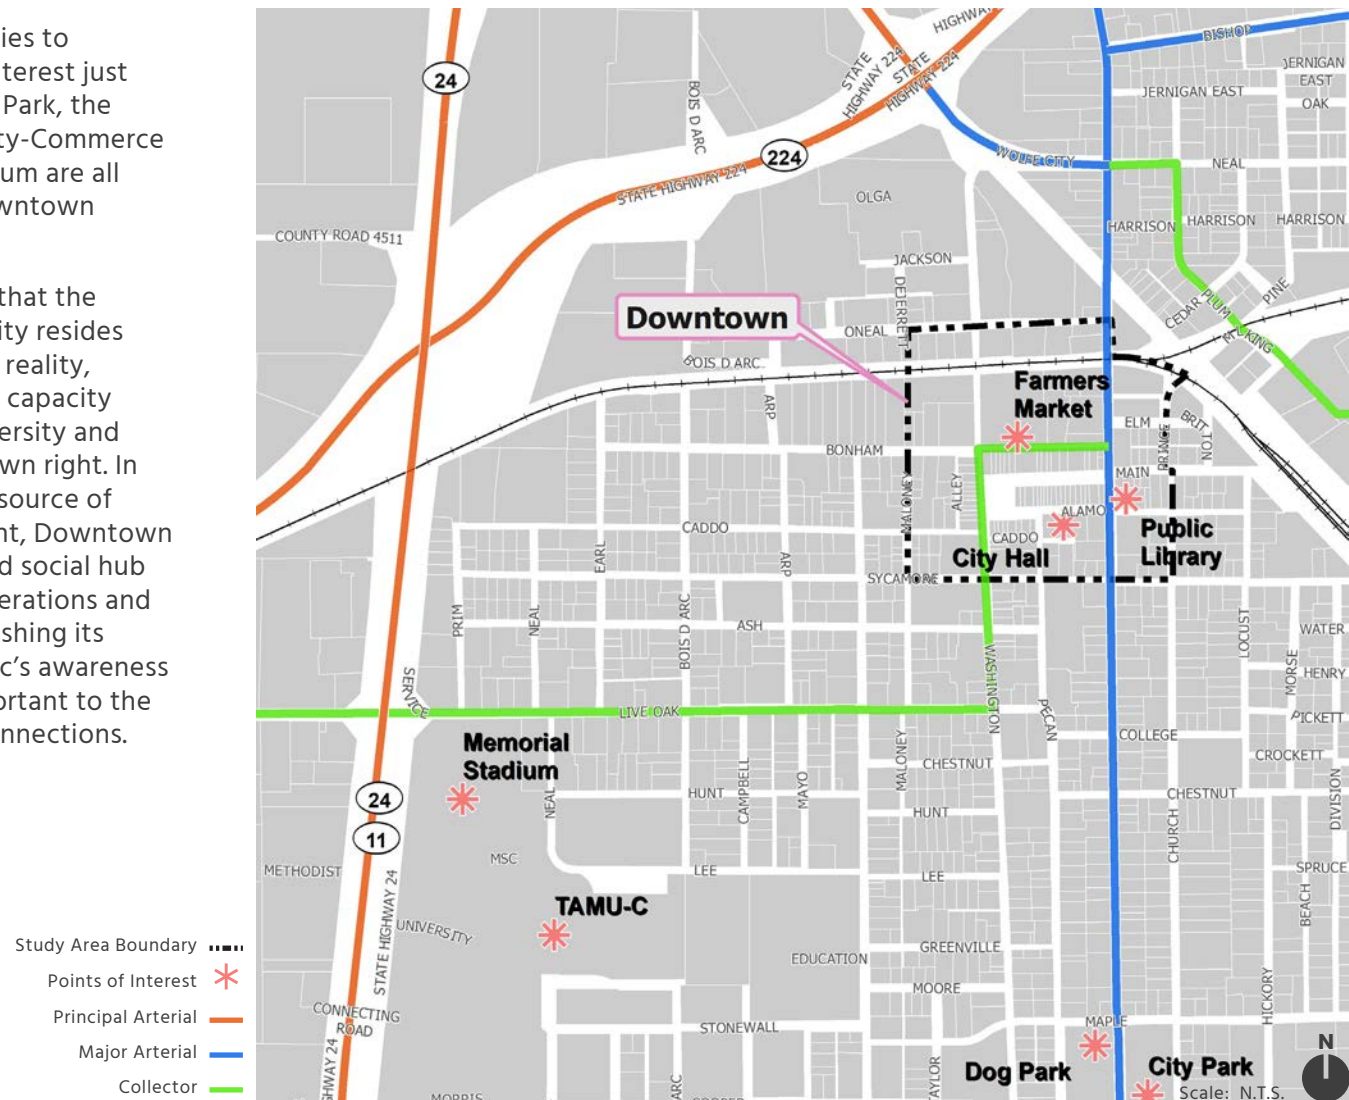 ies to
terest just
Park, the
ty-Commerce
um are all
wntown
that the
ity resides
reality,
capacity
ersity and
wn right. In
source of
nt, Downtown
d social hub
erations and
shing its
c's awareness
portant to the
nnections.
Study Area Boundary
Points of Interest
Principal Arterial
Major Arterial
Collector
HIGHWAY
STATE
HIGHWAY 224
STATE
HIGHWAY 224
24
BOIS D ARC
224
STATE HIGHWAY 224
WOLFE CITY
BISHOP
JERNIGAN
EAST
JERNIGAN EAST
OAK
NEAL
OLGA
HARRISON
HARRISON
HARRISON
COUNTY ROAD 4511
JACKSON
DETERRETT
CEDAR
PLUM
PINE
Downtown
ONEAL
BOIS D ARC
Farmers
Market
ARP
ELM
BRITTON
PRINCE
BONHAM
MAIN
MALONEY
ALLEY
ALAMO
CADDO
CADDO
City Hall
Public
Library
EARL
ARP
SYCAMORE
PRIM
NEAL
BOIS D ARC
ASH
LOCUST
WATER
MORSE
HENRY
SERVICE
WASHINGTON
LIVE OAK
PECAN
PICKETT
COLLEGE
Memorial
Stadium
MALONEY
CHESTNUT
CROCKETT
24
NEAL
HUNT
CAMPBELL
MAYO
CHESTNUT
DIVISION
11
HUNT
CHURCH
MSC
METHODIST
LEE
LEE
SPRUCE
STATE HIGHWAY 24
TAMU-C
BEACH
UNIVERSITY
EDUCATION
GREENVILLE
MOORE
HICKORY
CONNECTING
ROAD
STONEWALL
MAPLE
HWAY 24
ARC
TAYLOR
Dog Park
City Park
N
Scale: N.T.S.
MORRIS